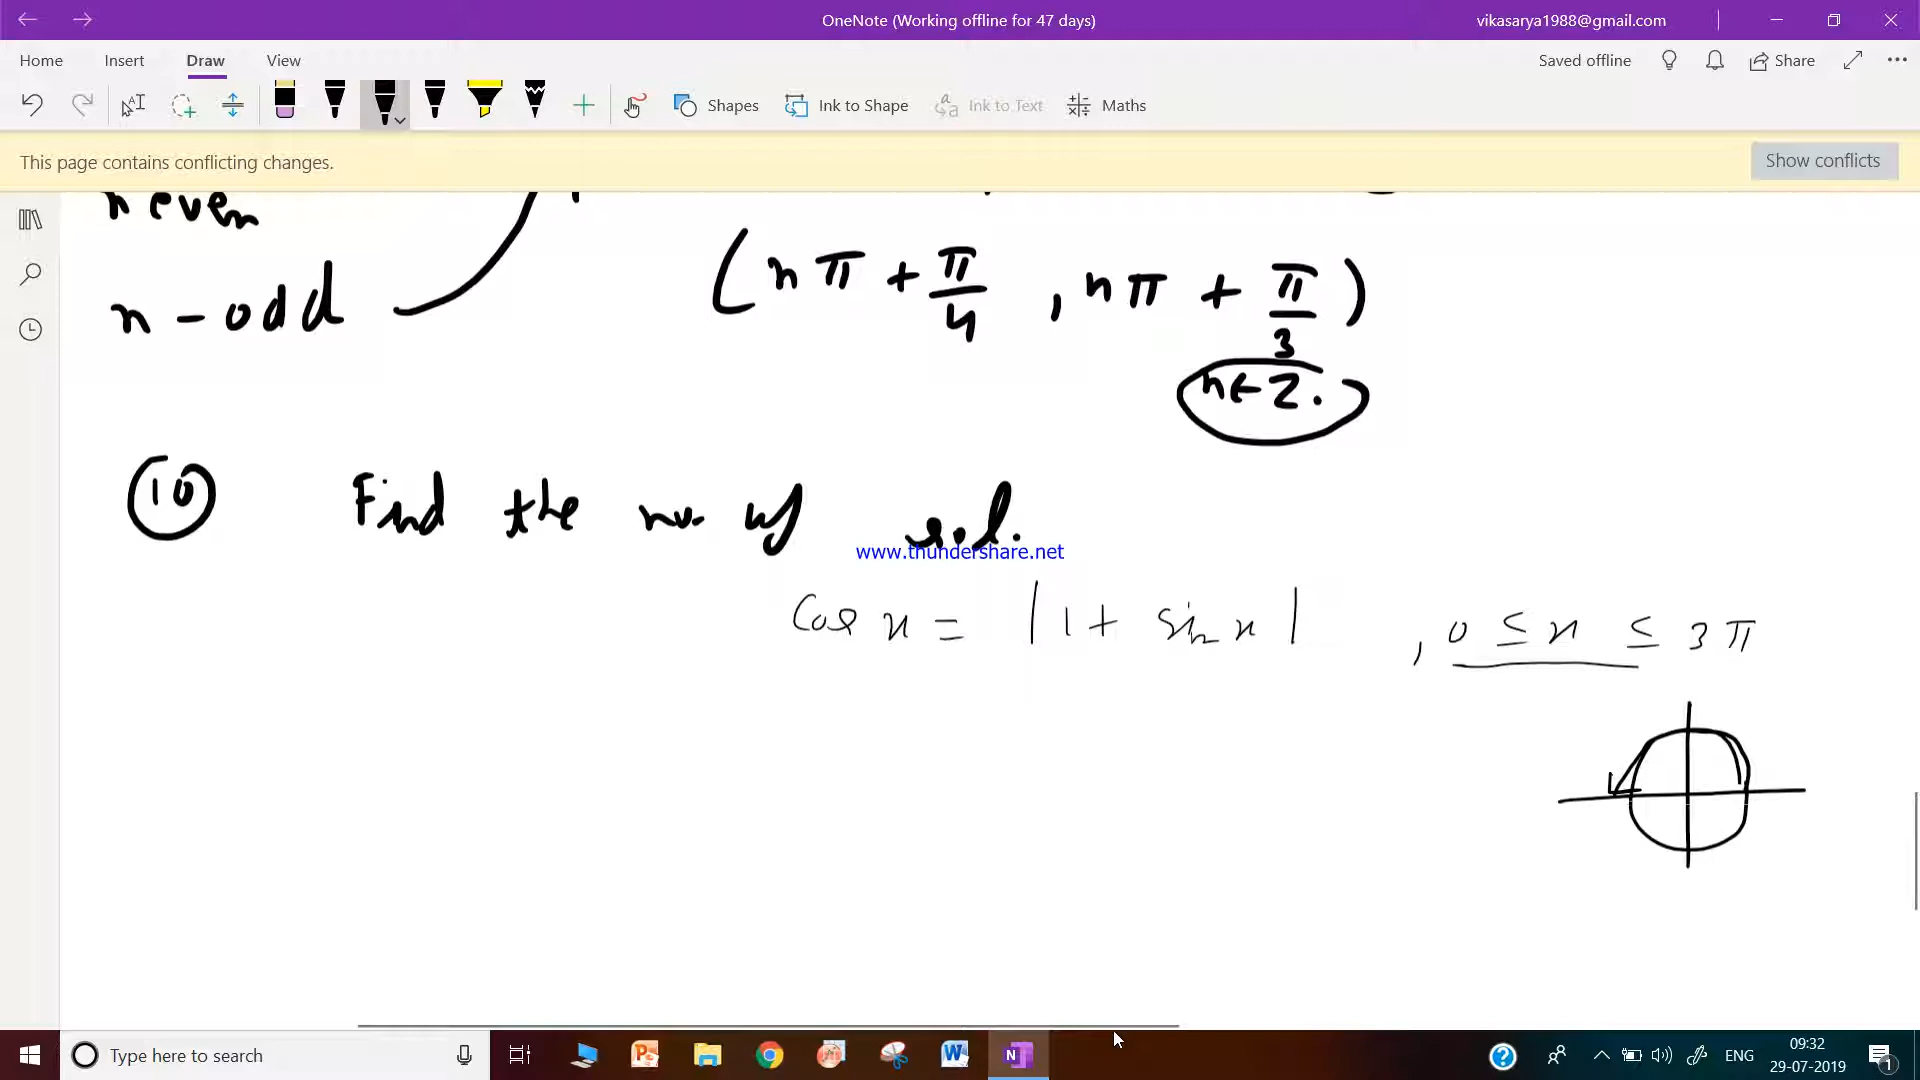 OneNote (Working offline for 47 days)
vikasarya1988@gmail.com
Home Insert Draw View
Saved offline Share
Shapes Ink to Shape Ink to Text Maths
This page contains conflicting changes.
Show conflicts
n even
n - odd
(nπ + π/4 , nπ + π/3)
n ∈ Z.
10 Find the no. of sol.
www.thundershare.net
Cos x = |1 + sin x| , 0 ≤ x ≤ 3π
Type here to search
ENG
09:32
29-07-2019
1